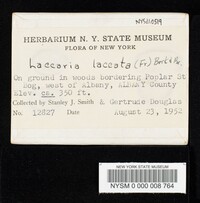 HERBARIUM N. Y. STATE MUSEUM
FLORA OF NEW YORK
Laccaria laccata (Fr.) Berk & Br.
On ground in woods bordering Poplar St
Bog, west of Albany, ALBANY County
Elev. ca. 350 ft.
Collected by Stanley J. Smith & Gertrude Douglas
No. 12827 Date August 23, 1952
NEW YORK STATE MUSEUM
NYSM 0 000 008 764